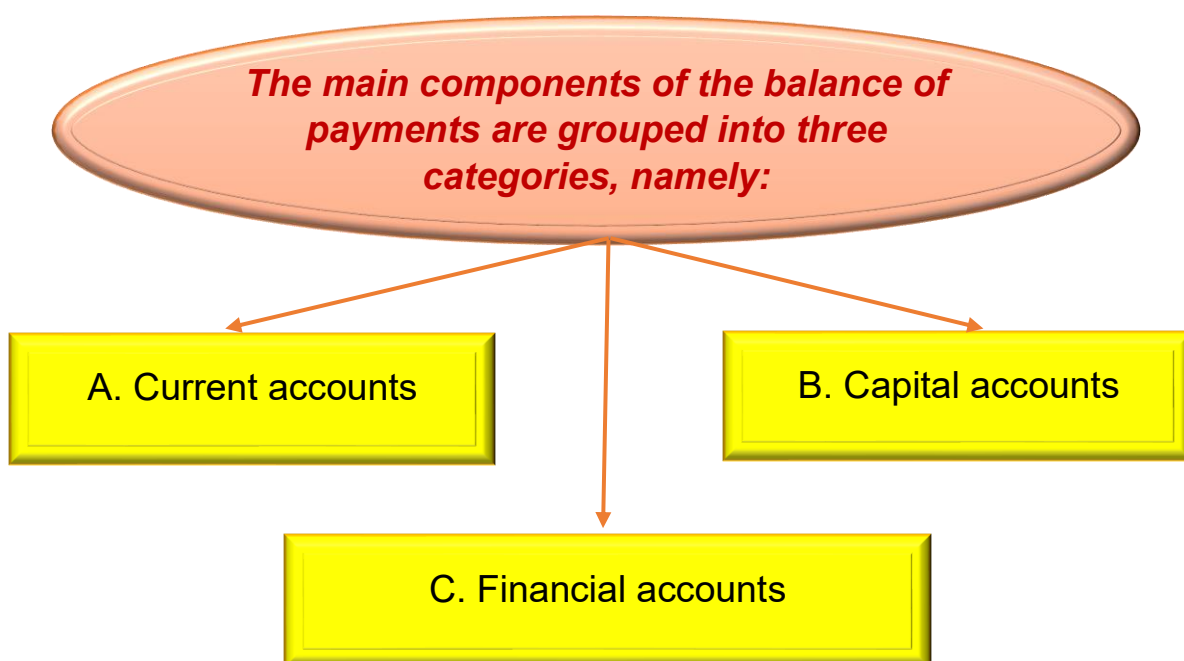 The main components of the balance of
payments are grouped into three
categories, namely:
A. Current accounts
B. Capital accounts
C. Financial accounts